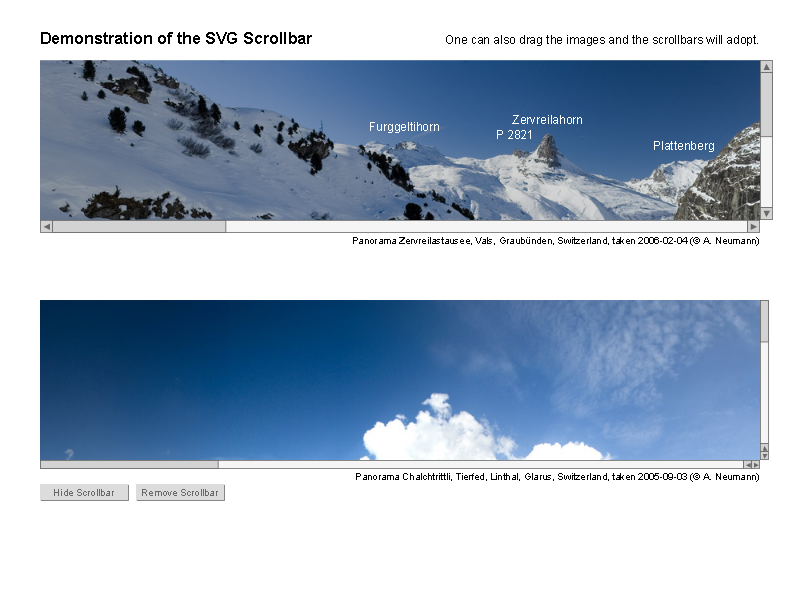 Demonstration of the SVG Scrollbar
One can also drag the images and the scrollbars will adopt.
Furggeltihorn
Zervreilahorn
P 2821
Plattenberg
Panorama Zervreilastausee, Vals, Graubünden, Switzerland, taken 2006-02-04 (© A. Neumann)
Panorama Chalchtrittli, Tierfed, Linthal, Glarus, Switzerland, taken 2005-09-03 (© A. Neumann)
Hide Scrollbar
Remove Scrollbar